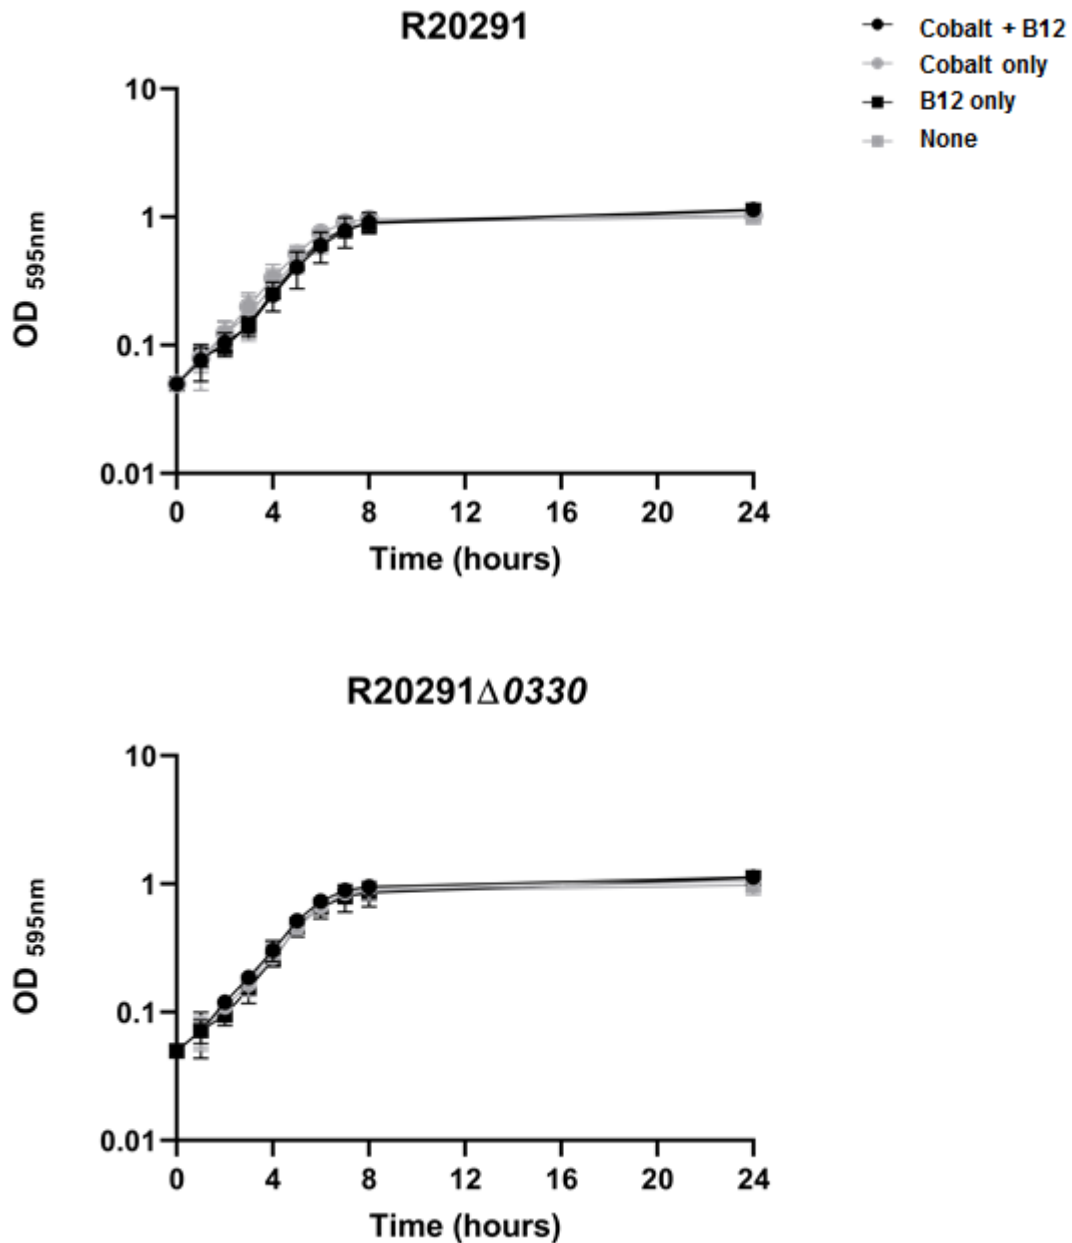 R20291
Cobalt + B12
Cobalt only
B12 only
None
10
1
0.1
0.01
OD 595nm
0 4 8 12 16 20 24
Time (hours)
R20291Δ0330
10
1
0.1
0.01
OD 595nm
0 4 8 12 16 20 24
Time (hours)